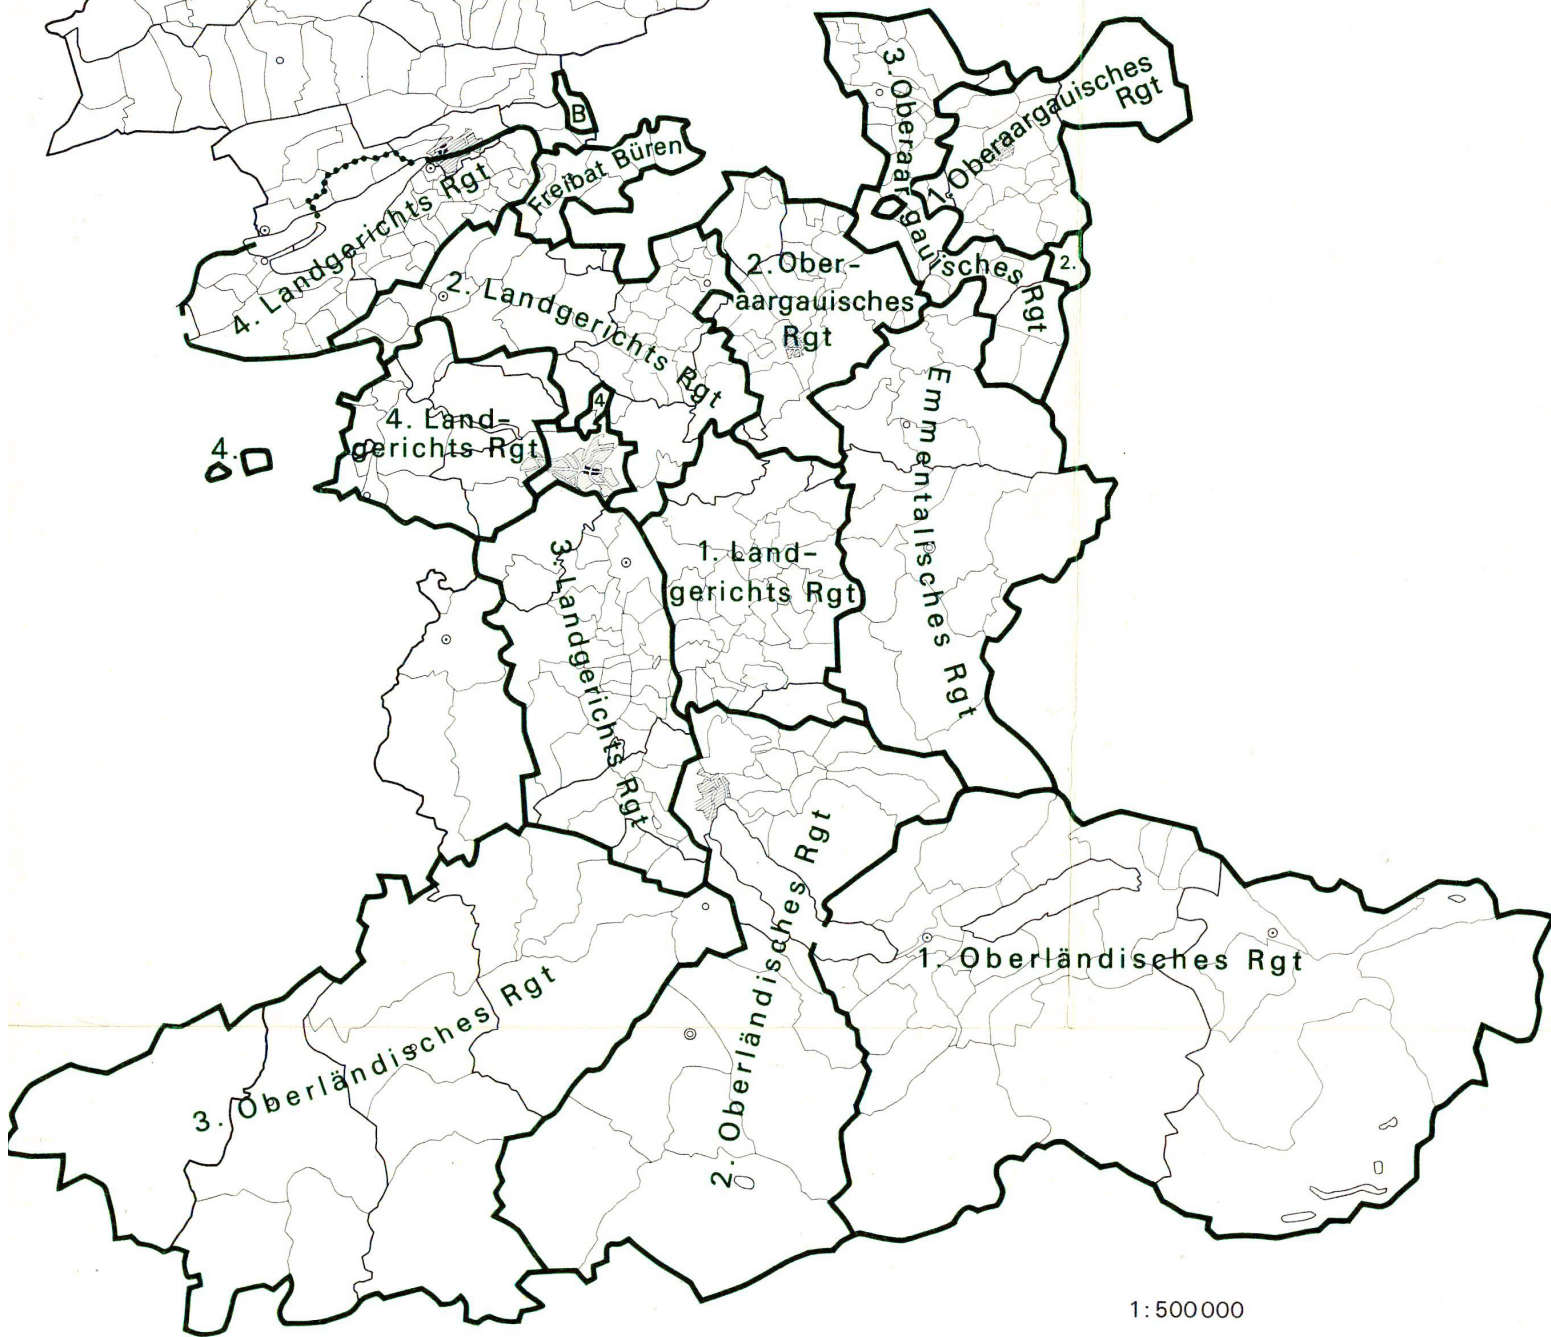 B
3. Oberaargauisches Rgt
1. Oberaargauisches
Rgt
Freibat Büren
4. Landgerichts Rgt
2. Ober-
aargauisches
Rgt
2.
2. Landgerichts Rgt
4. Land-
gerichts Rgt
4
4.
Emmentalisches Rgt
3. Landgerichts Rgt
1. Land-
gerichts Rgt
2. Oberländisches Rgt
1. Oberländisches Rgt
3. Oberländisches Rgt
1:500000